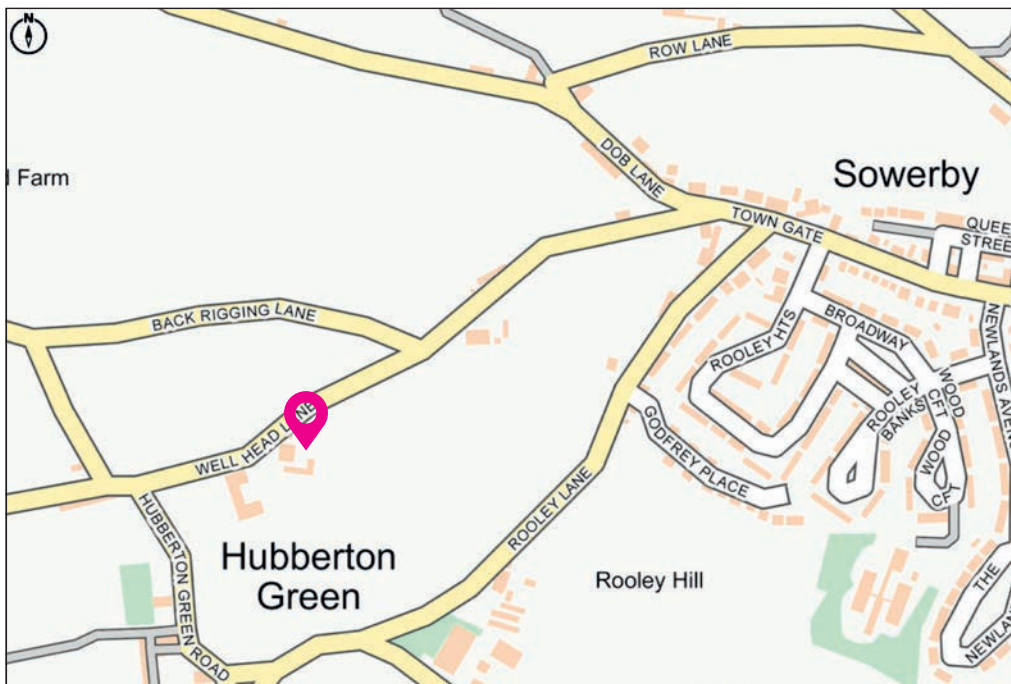 N
ROW LANE
DOB LANE
l Farm
Sowerby
TOWN GATE
QUEE
STREE
BACK RIGGING LANE
ROOLEY HTS
BROADWAY
NEWLANDS AVEN
WOOD
CFT
ROOLEY
BANKS
WELL HEAD LANE
GODFREY PLACE
WOOD
CFT
HUBBERTON GREEN ROAD
ROOLEY LANE
Hubberton
Green
Rooley Hill
THE
NEWLAN